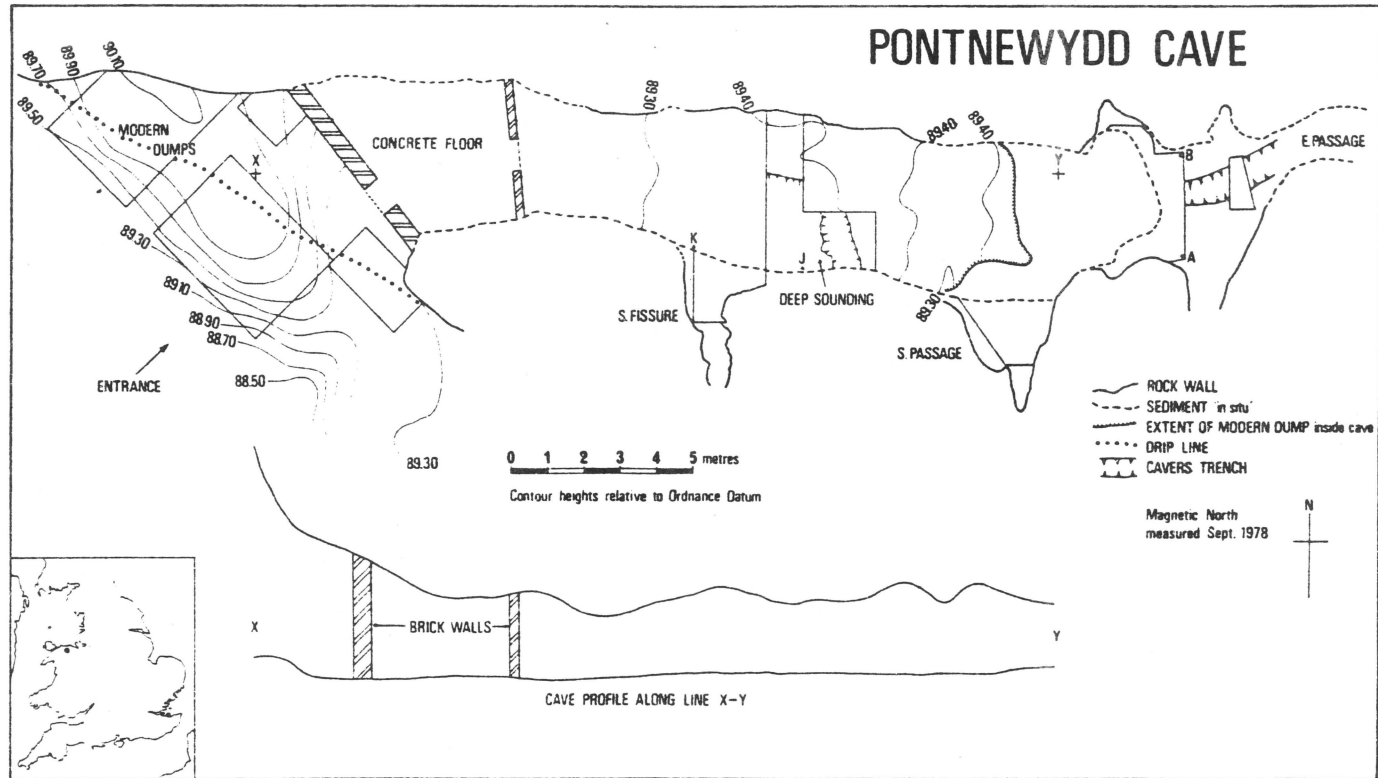 PONTNEWYDD CAVE
89.70
89.90
90.10
89.50
MODERN
DUMPS
X
CONCRETE FLOOR
89.30
89.40
89.40
89.40
Y
B
E. PASSAGE
K
J
A
89.30
89.10
88.90
88.70
88.50
S. FISSURE
DEEP SOUNDING
89.30
S. PASSAGE
ENTRANCE
89.30
ROCK WALL
SEDIMENT 'in situ'
EXTENT OF MODERN DUMP inside cave
DRIP LINE
CAVERS TRENCH
0 1 2 3 4 5 metres
Contour heights relative to Ordnance Datum
Magnetic North
measured Sept. 1978
N
X
BRICK WALLS
Y
CAVE PROFILE ALONG LINE X-Y